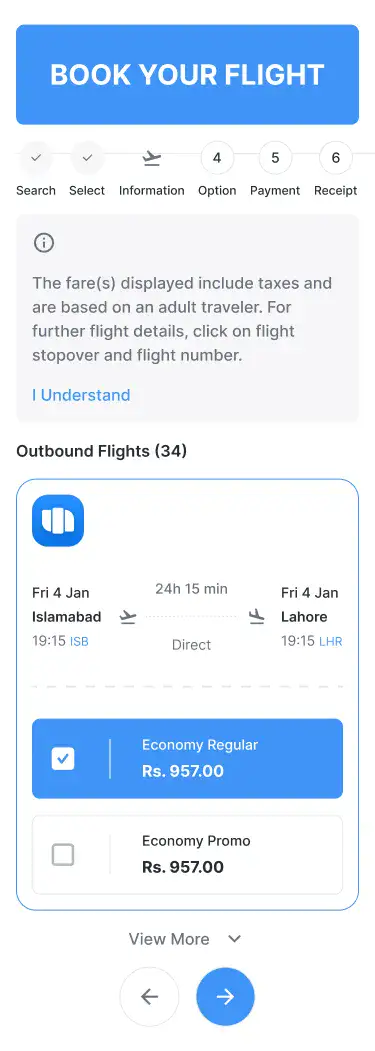 BOOK YOUR FLIGHT
4 5 6
Search Select Information Option Payment Receipt
The fare(s) displayed include taxes and
are based on an adult traveler. For
further flight details, click on flight
stopover and flight number.
I Understand
Outbound Flights (34)
Fri 4 Jan
Islamabad
19:15 ISB
24h 15 min
Direct
Fri 4 Jan
Lahore
19:15 LHR
Economy Regular
Rs. 957.00
Economy Promo
Rs. 957.00
View More